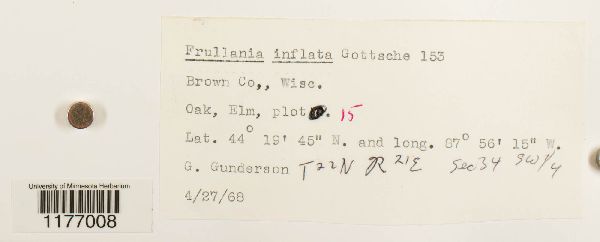 Frullania inflata Gottsche 153
Brown Co,, Wisc.
Oak, Elm, plot . 15
Lat. 44° 19' 45" N. and long. 87° 56' 15" W.
G. Gunderson T22N R21E Sec34 SW1/4
4/27/68
University of Minnesota Herbarium
1177008